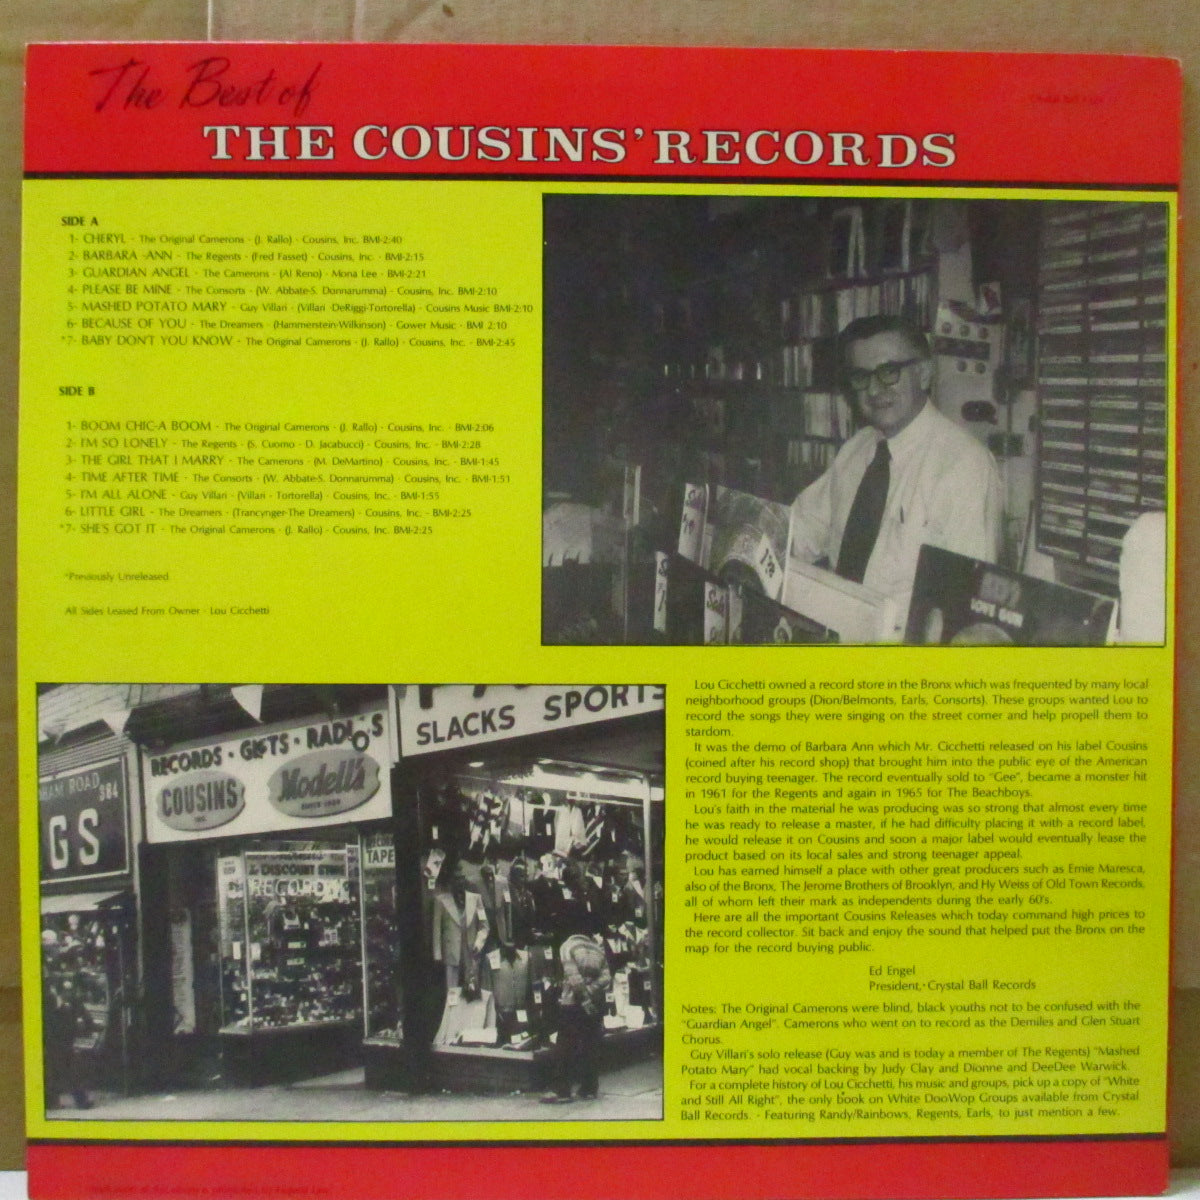 The Best of
THE COUSINS' RECORDS
SIDE A
1- CHERYL - The Original Camerons - (J. Rallo) - Cousins, Inc. BMI-2:40
2- BARBARA -ANN - The Regents - (Fred Fasset) - Cousins, Inc. BMI-2:15
3- GUARDIAN ANGEL - The Camerons - (Al Reno) - Mona Lee - BMI-2:21
4- PLEASE BE MINE - The Consorts - (W. Abbate-S. Donnarumma) - Cousins, Inc. BMI-2:10
5- MASHED POTATO MARY - Guy Villari - (Villari -DeRiggi-Tortorella) - Cousins Music BMI-2:10
6- BECAUSE OF YOU - The Dreamers - (Hammerstein-Wilkinson) - Gower Music - BMI 2:10
*7- BABY DON'T YOU KNOW - The Original Camerons - (J. Rallo) - Cousins, Inc. - BMI-2:45
SIDE B
1- BOOM CHIC-A BOOM - The Original Camerons - (J. Rallo) - Cousins, Inc. - BMI-2:06
2- I'M SO LONELY - The Regents - (S. Cuomo - D. Jacabucci) - Cousins, Inc. - BMI-2:28
3- THE GIRL THAT I MARRY - The Camerons - (M. DeMartino) - Cousins, Inc. - BMI-1:45
4- TIME AFTER TIME - The Consorts - (W. Abbate-S. Donnarumma) - Cousins, Inc. - BMI-1:51
5- I'M ALL ALONE - Guy Villari - (Villari - Tortorella) - Cousins, Inc. - BMI-1:55
6- LITTLE GIRL - The Dreamers - (Trancynger-The Dreamers) - Cousins, Inc. - BMI-2:25
*7- SHE'S GOT IT - The Original Camerons - (J. Rallo) - Cousins, Inc. BMI-2:25
*Previously Unreleased
All Sides Leased From Owner - Lou Cicchetti
LOVE GUN
SLACKS SPORTS
RECORDS · GIFTS · RADIO'S
COUSINS INC.
Modell's
SINCE 1889
HAM ROAD 984
GS
TAPE
DISCOUNT STORE
RECORDS
Lou Cicchetti owned a record store in the Bronx which was frequented by many local
neighborhood groups (Dion/Belmonts, Earls, Consorts). These groups wanted Lou to
record the songs they were singing on the street corner and help propell them to
stardom.
It was the demo of Barbara Ann which Mr. Cicchetti released on his label Cousins
(coined after his record shop) that brought him into the public eye of the American
record buying teenager. The record eventually sold to "Gee", became a monster hit
in 1961 for the Regents and again in 1965 for The Beachboys.
Lou's faith in the material he was producing was so strong that almost every time
he was ready to release a master, if he had difficulty placing it with a record label,
he would release it on Cousins and soon a major label would eventually lease the
product based on its local sales and strong teenager appeal.
Lou has earned himself a place with other great producers such as Ernie Maresca,
also of the Bronx, The Jerome Brothers of Brooklyn, and Hy Weiss of Old Town Records,
all of whom left their mark as independents during the early 60's.
Here are all the important Cousins Releases which today command high prices to
the record collector. Sit back and enjoy the sound that helped put the Bronx on the
map for the record buying public.
Ed Engel
President, Crystal Ball Records
Notes: The Original Camerons were blind, black youths not to be confused with the
"Guardian Angel". Camerons who went on to record as the Demiles and Glen Stuart
Chorus.
Guy Villari's solo release (Guy was and is today a member of The Regents) "Mashed
Potato Mary" had vocal backing by Judy Clay and Dionne and DeeDee Warwick.
For a complete history of Lou Cicchetti, his music and groups, pick up a copy of "White
and Still All Right", the only book on White DooWop Groups available from Crystal
Ball Records. - Featuring Randy/Rainbows, Regents, Earls, to just mention a few.